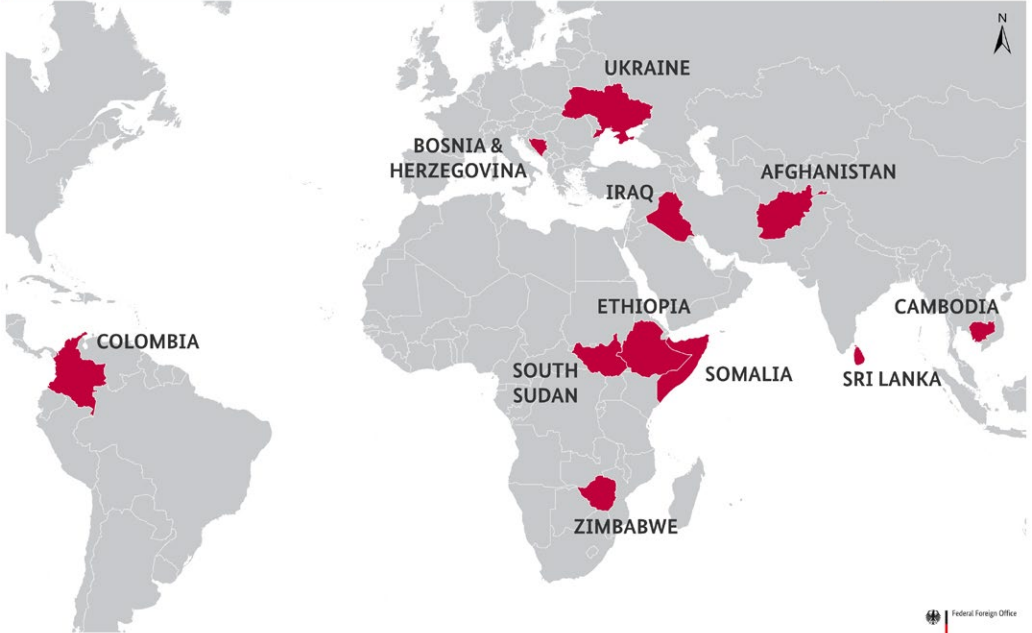 N
UKRAINE
BOSNIA &
HERZEGOVINA
AFGHANISTAN
IRAQ
ETHIOPIA
CAMBODIA
COLOMBIA
SOUTH
SUDAN
SOMALIA
SRI LANKA
ZIMBABWE
Federal Foreign Office